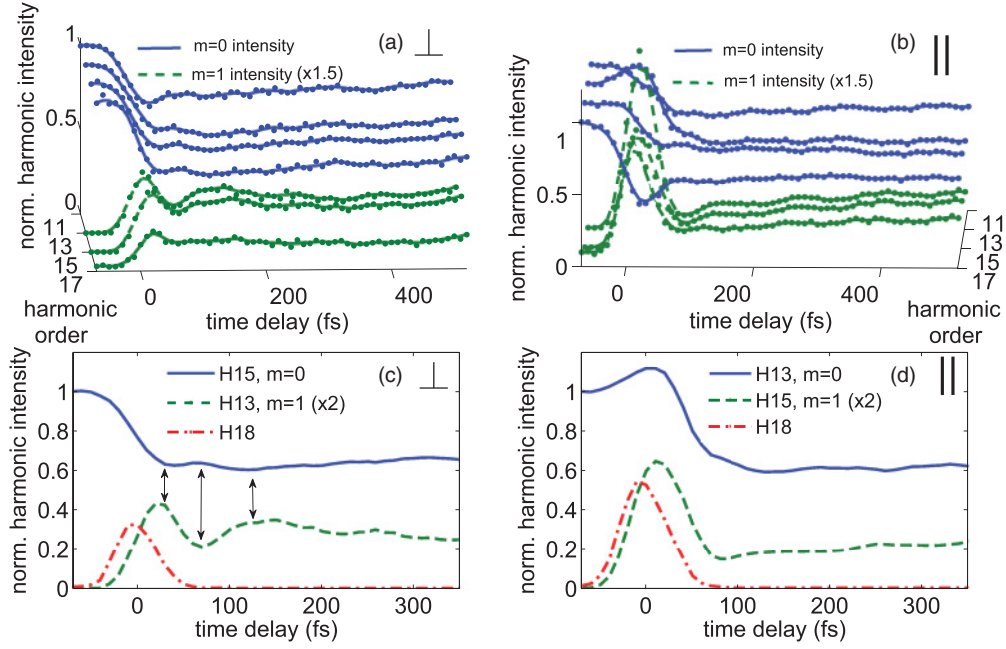 (a) ⊥
m=0 intensity
m=1 intensity (x1.5)
norm. harmonic intensity
1
0.5
0
11
13
15
17
harmonic
order
0 200 400
time delay (fs)
(b) ||
m=0 intensity
m=1 intensity (x1.5)
norm. harmonic intensity
1
0.5
0
0 200 400
time delay (fs)
11
13
15
17
harmonic
order
(c) ⊥
H15, m=0
H13, m=1 (x2)
H18
norm. harmonic intensity
1
0.8
0.6
0.4
0.2
0
0 100 200 300
time delay (fs)
(d) ||
H13, m=0
H15, m=1 (x2)
H18
norm. harmonic intensity
1
0.8
0.6
0.4
0.2
0
0 100 200 300
time delay (fs)